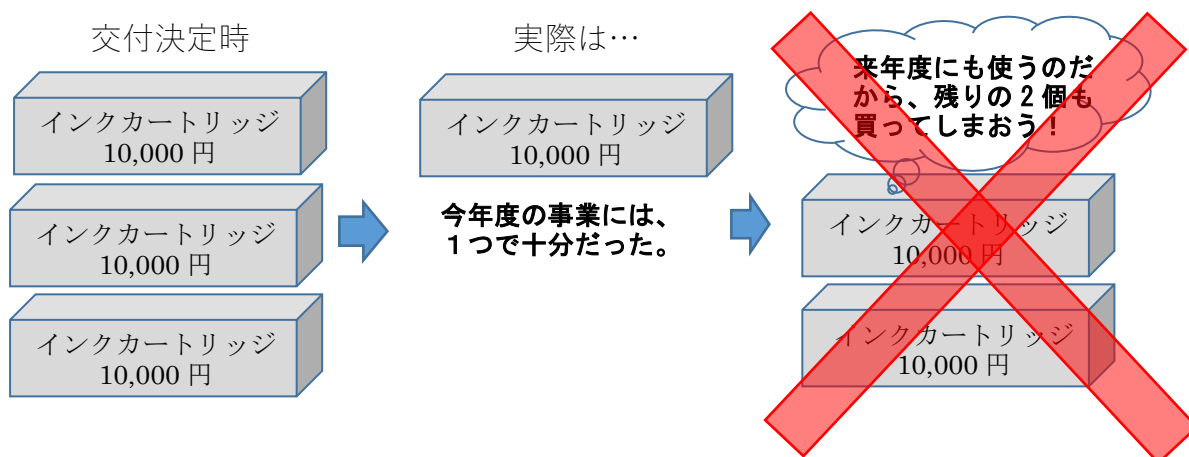 交付決定時
インクカートリッジ
10,000 円
インクカートリッジ
10,000 円
インクカートリッジ
10,000 円
実際は…
インクカートリッジ
10,000 円
今年度の事業には、
１つで十分だった。
来年度にも使うのだ
から、残りの２個も
買ってしまおう！
インクカートリッジ
10,000 円
インクカートリッジ
10,000 円